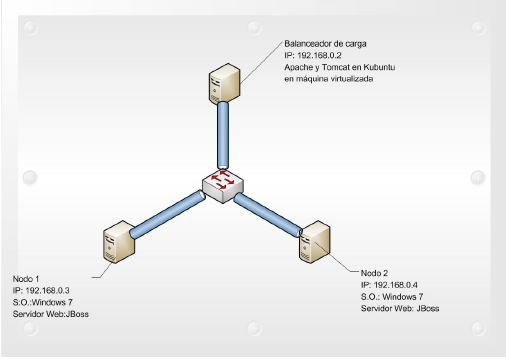 Balanceador de carga
IP: 192.168.0.2
Apache y Tomcat en Kubuntu
en máquina virtualizada
Nodo 1
IP: 192.168.0.3
S:O.:Windows 7
Servidor Web:JBoss
Nodo 2
IP: 192.168.0.4
S.O.: Windows 7
Servidor Web: JBoss